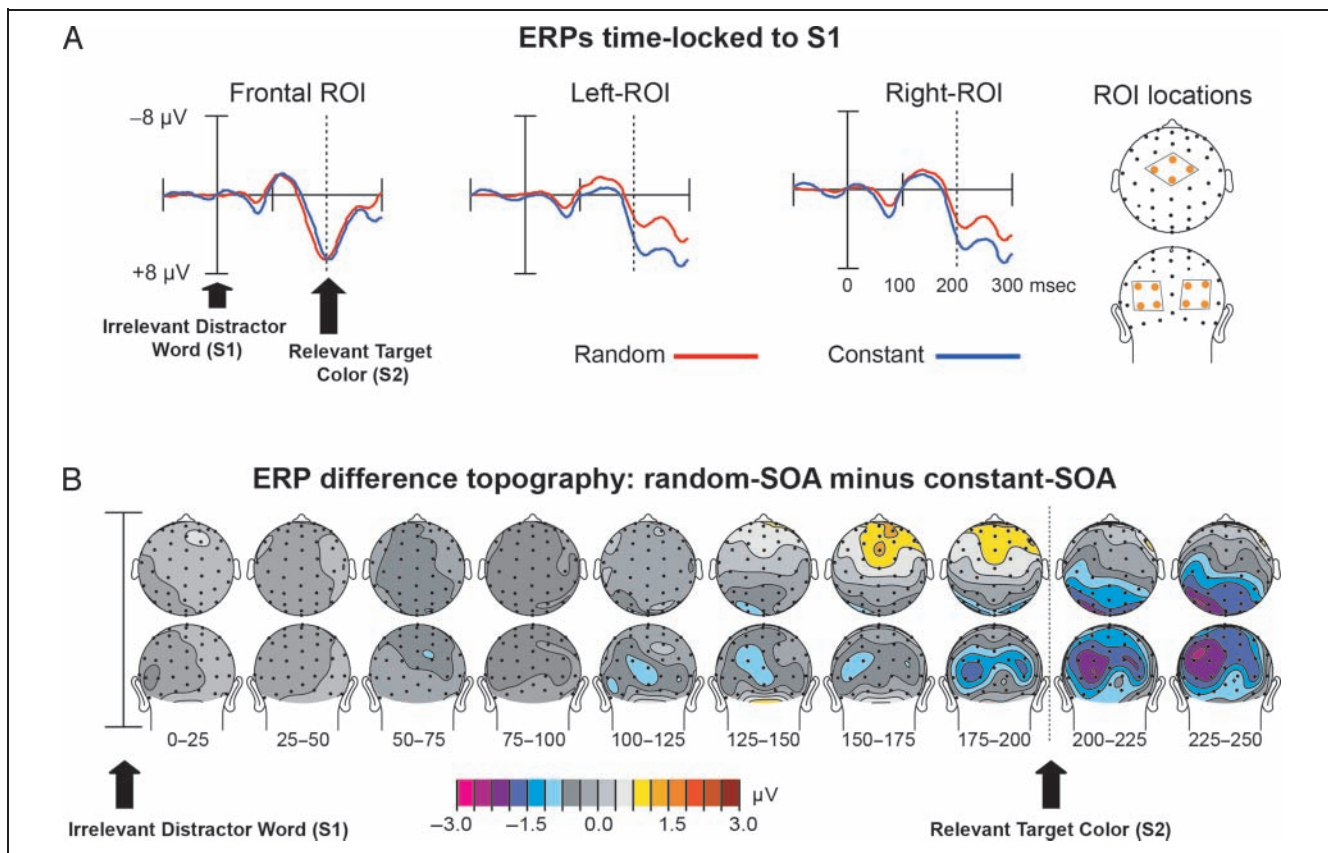 A
ERPs time-locked to S1
Frontal ROI
Left-ROI
Right-ROI
ROI locations
−8 µV
+8 µV
0 100 200 300 msec
Irrelevant Distractor
Word (S1)
Relevant Target
Color (S2)
Random
Constant
B
ERP difference topography: random-SOA minus constant-SOA
0–25 25–50 50–75 75–100 100–125 125–150 150–175 175–200 200–225 225–250
µV
−3.0 −1.5 0.0 1.5 3.0
Irrelevant Distractor Word (S1)
Relevant Target Color (S2)